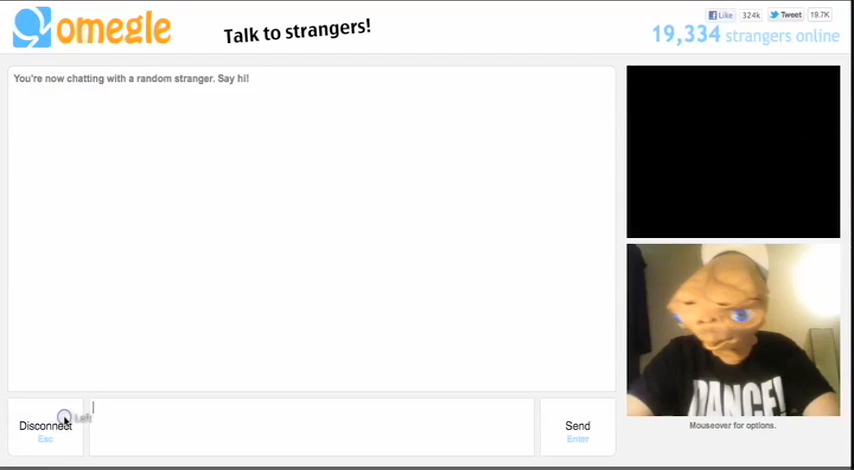 omegle
Talk to strangers!
Like 324k Tweet 19.7K
19,334 strangers online
You're now chatting with a random stranger. Say hi!
DANCE!
Mouseover for options.
Disconnect
Esc
Left
Send
Enter